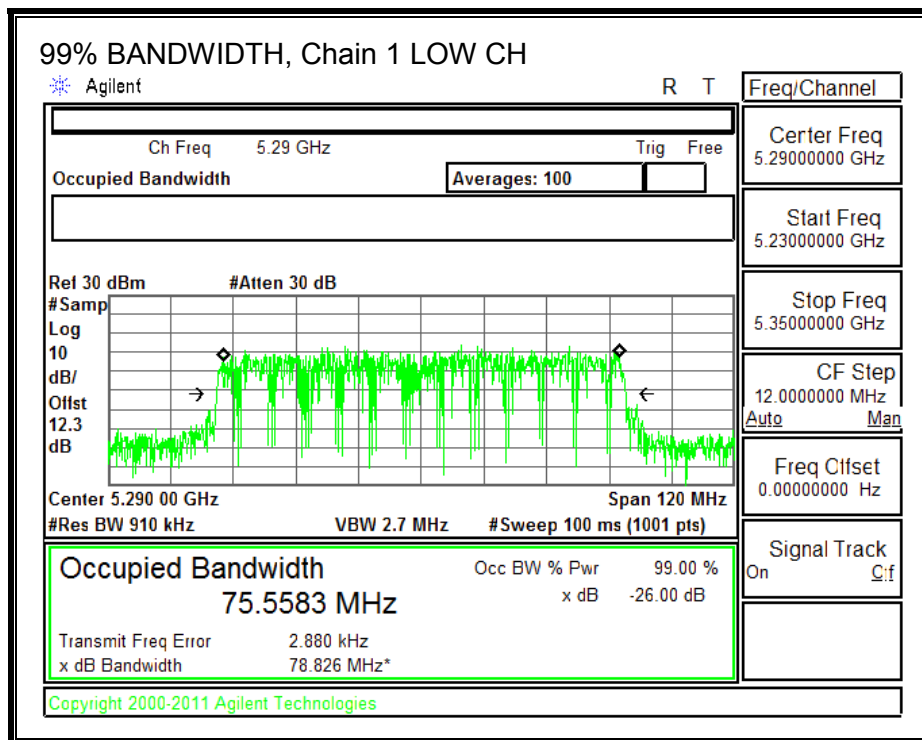 99% BANDWIDTH, Chain 1 LOW CH
Agilent R T
Freq/Channel
Ch Freq 5.29 GHz Trig Free
Occupied Bandwidth Averages: 100
Center Freq
5.29000000 GHz
Start Freq
5.23000000 GHz
Stop Freq
5.35000000 GHz
CF Step
12.0000000 MHz
Auto Man
Freq Offset
0.00000000 Hz
Signal Track
On Off
Ref 30 dBm #Atten 30 dB
#Samp
Log
10
dB/
Offst
12.3
dB
Center 5.290 00 GHz Span 120 MHz
#Res BW 910 kHz VBW 2.7 MHz #Sweep 100 ms (1001 pts)
Occupied Bandwidth Occ BW % Pwr 99.00 %
75.5583 MHz x dB -26.00 dB
Transmit Freq Error 2.880 kHz
x dB Bandwidth 78.826 MHz*
Copyright 2000-2011 Agilent Technologies